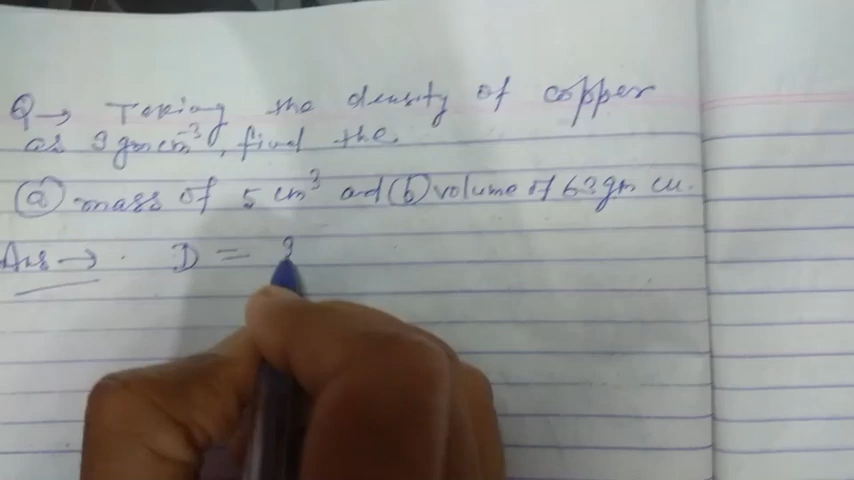 Q → Taking the density of copper
as 9 gm cm⁻³, find the.
(a) mass of 5 cm³ and (b) volume of 63 gm cu.
Ans → . D = 9